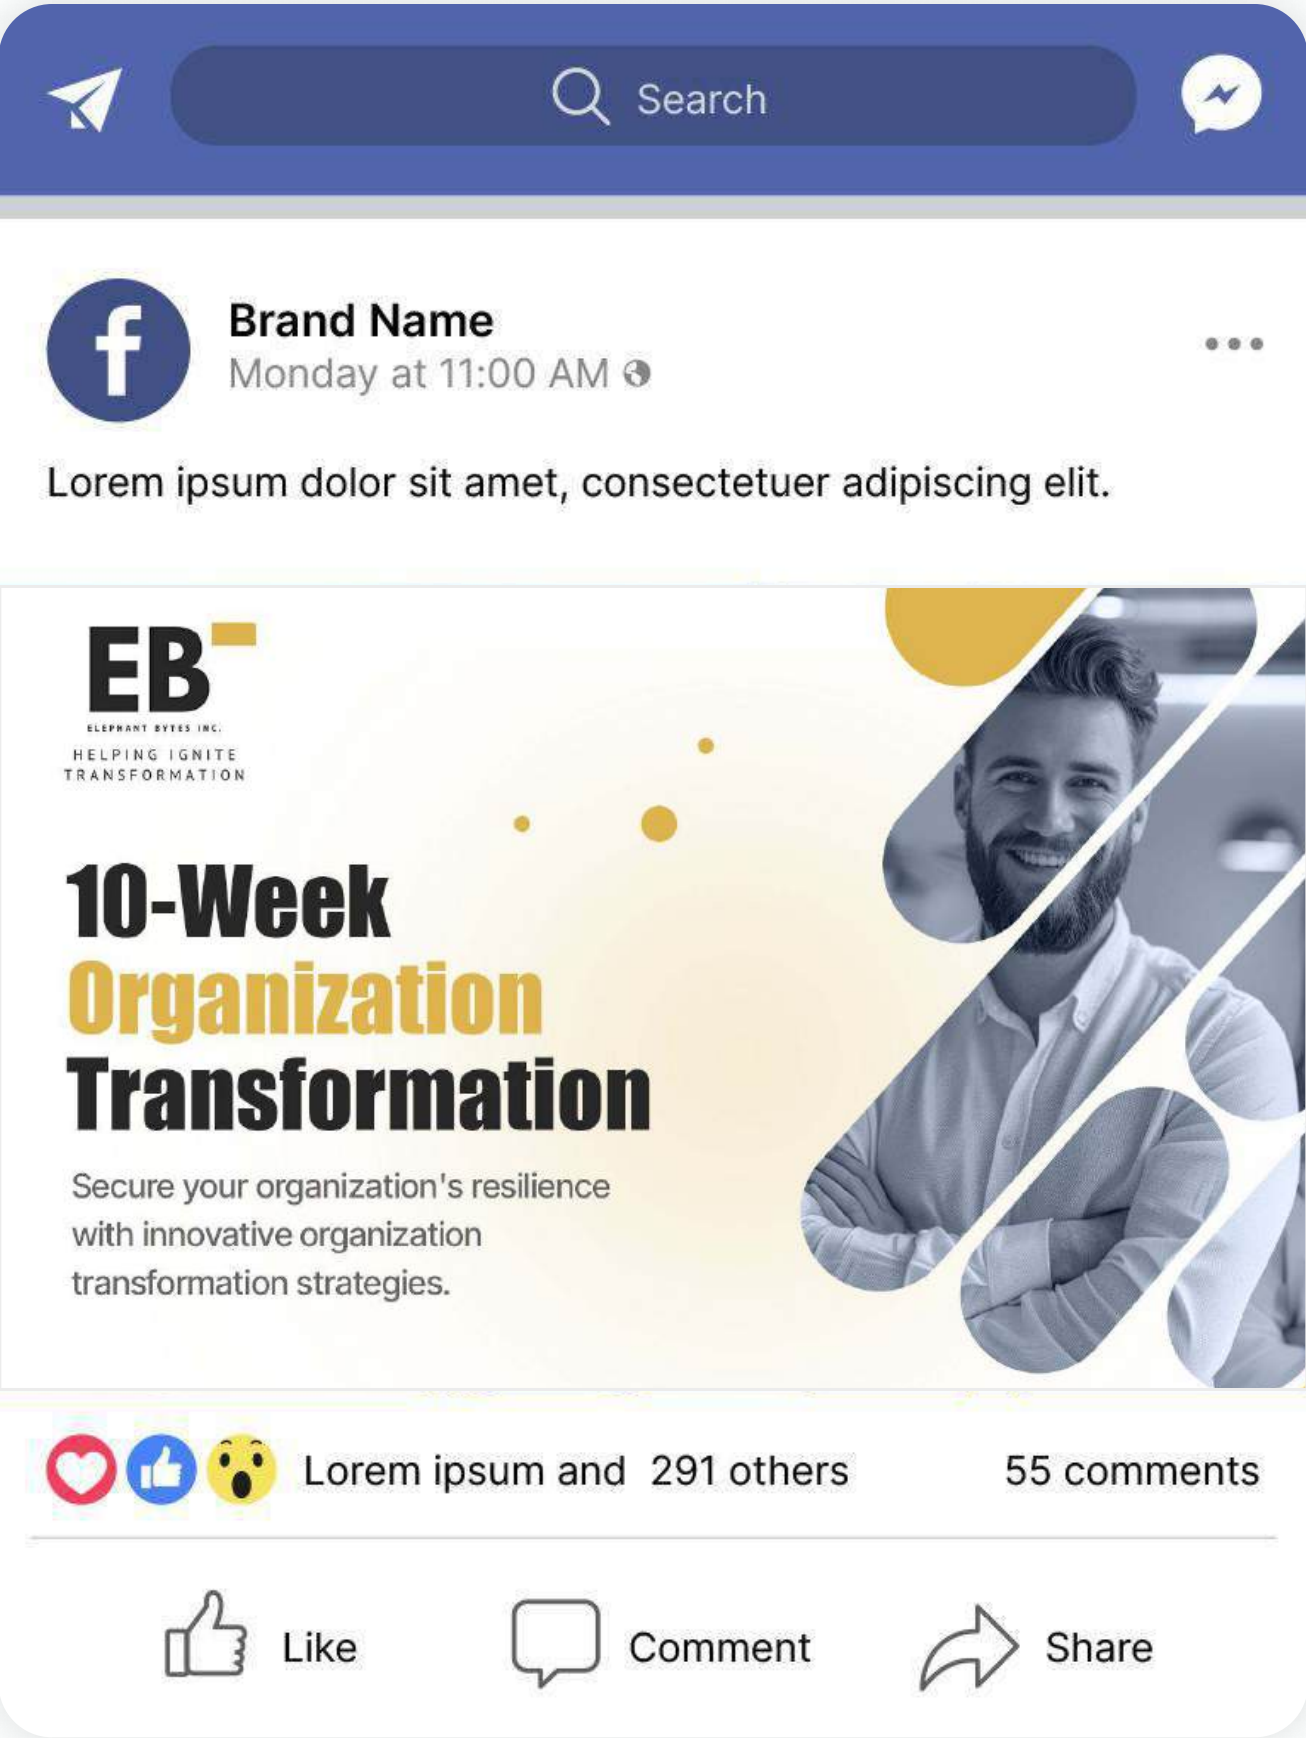 Search
Brand Name
Monday at 11:00 AM
Lorem ipsum dolor sit amet, consectetuer adipiscing elit.
EB
ELEPHANT BYTES INC.
HELPING IGNITE
TRANSFORMATION
10-Week
Organization
Transformation
Secure your organization's resilience
with innovative organization
transformation strategies.
Lorem ipsum and 291 others 55 comments
Like Comment Share